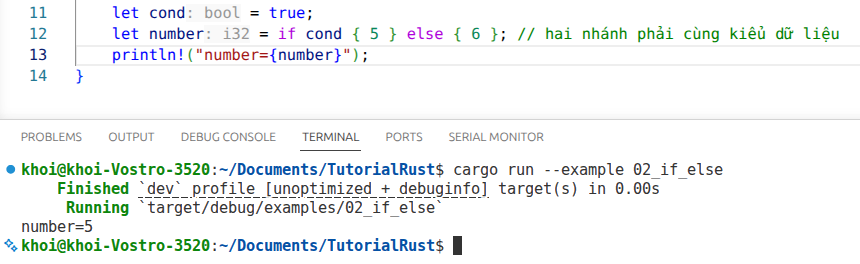 11 let cond: bool = true;
12 let number: i32 = if cond { 5 } else { 6 }; // hai nhánh phải cùng kiểu dữ liệu
13 println!("number={number}");
14 }
PROBLEMS OUTPUT DEBUG CONSOLE TERMINAL PORTS SERIAL MONITOR
khoi@khoi-Vostro-3520:~/Documents/TutorialRust$ cargo run --example 02_if_else
Finished `dev` profile [unoptimized + debuginfo] target(s) in 0.00s
Running `target/debug/examples/02_if_else`
number=5
khoi@khoi-Vostro-3520:~/Documents/TutorialRust$